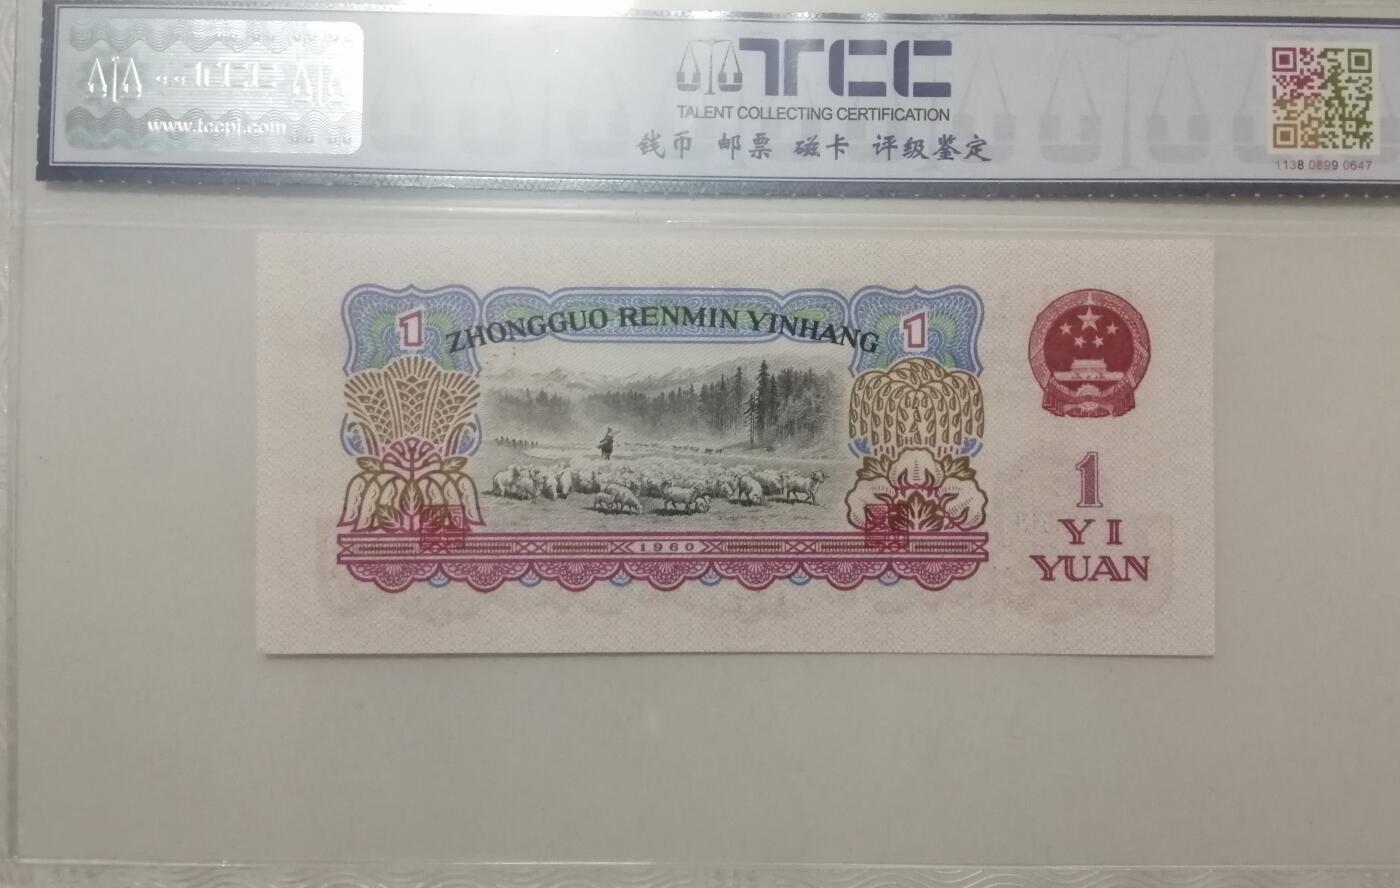 www.tccpj.com
TCC
TALENT COLLECTING CERTIFICATION
钱币 邮票 磁卡 评级鉴定
1138 0899 0647
1 ZHONGGUO RENMIN YINHANG 1
1960
1
YI
YUAN